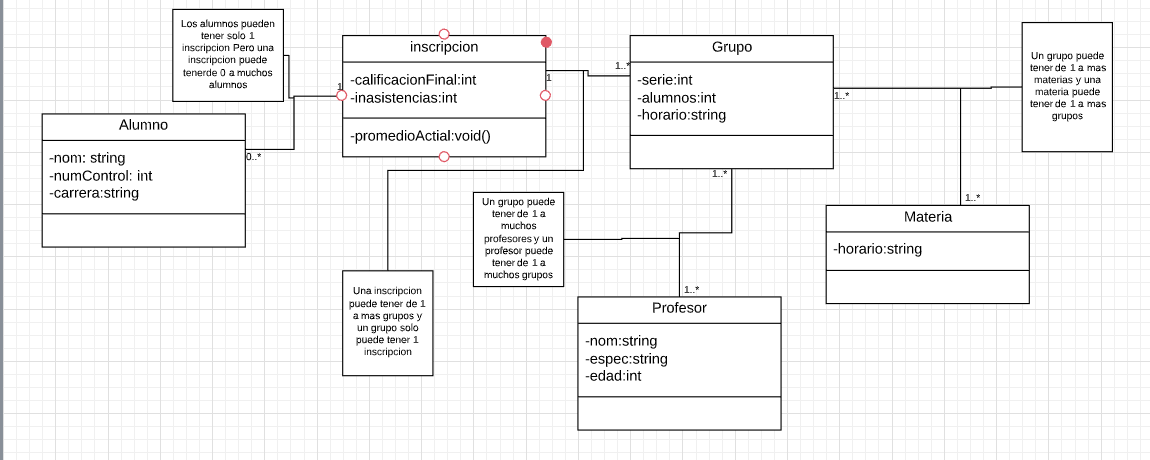 Los alumnos pueden
tener solo 1
inscripcion Pero una
inscripcion puede
tenerde 0 a muchos
alumnos
inscripcion
-calificacionFinal:int
-inasistencias:int
-promedioActial:void()
1
1
1..*
Grupo
-serie:int
-alumnos:int
-horario:string
1..*
1..*
Un grupo puede
tener de 1 a mas
materias y una
materia puede
tener de 1 a mas
grupos
Alumno
-nom: string
-numControl: int
-carrera:string
0..*
Un grupo puede
tener de 1 a
muchos
profesores y un
profesor puede
tener de 1 a
muchos grupos
1..*
Materia
-horario:string
Una inscripcion
puede tener de 1
a mas grupos y
un grupo solo
puede tener 1
inscripcion
1..*
Profesor
-nom:string
-espec:string
-edad:int